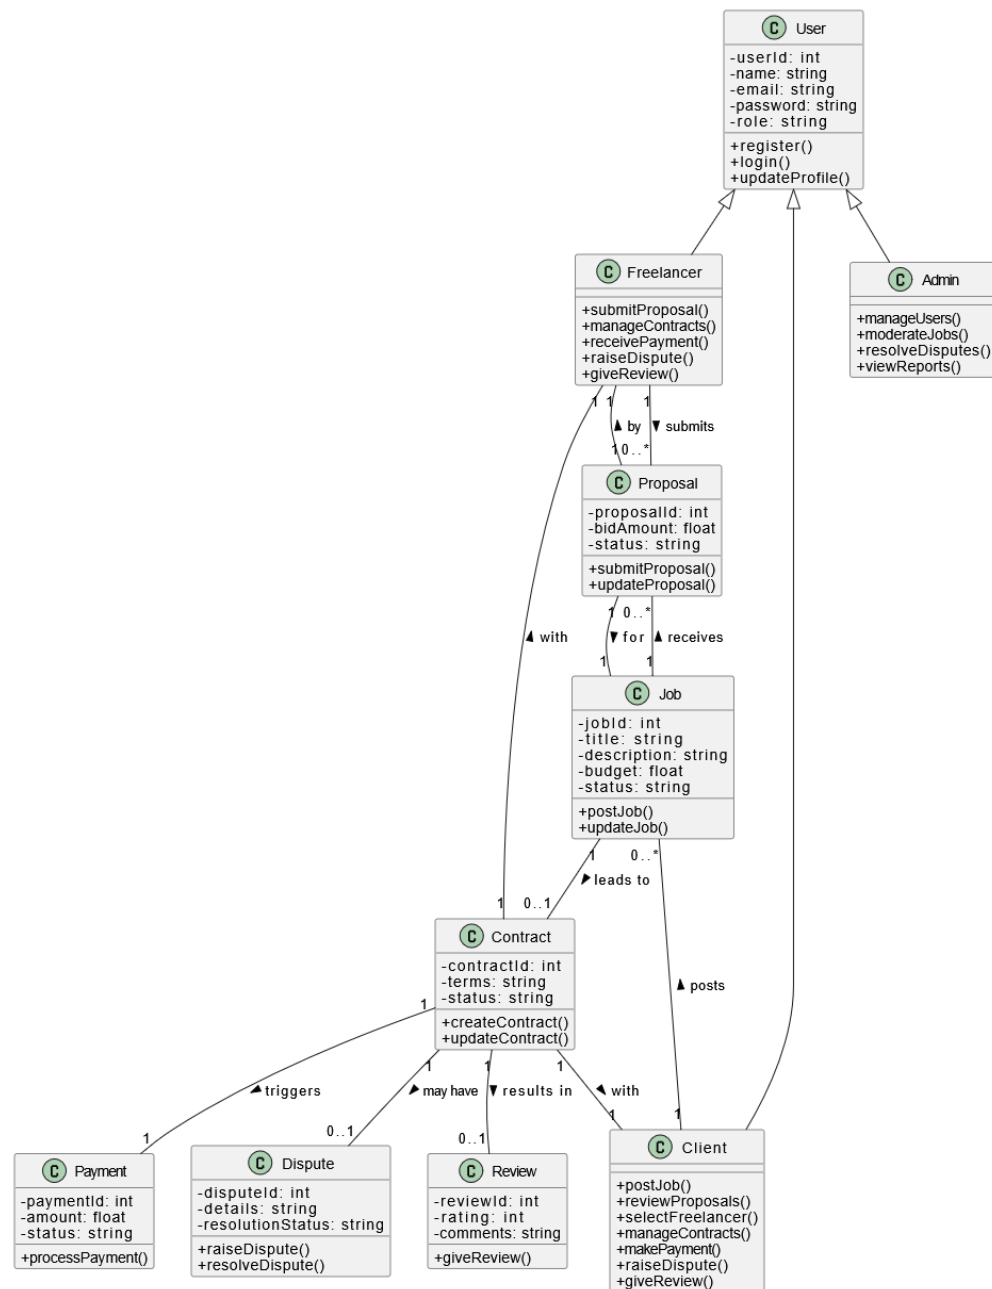 C User
-userId: int
-name: string
-email: string
-password: string
-role: string
+register()
+login()
+updateProfile()
C Freelancer
+submitProposal()
+manageContracts()
+receivePayment()
+raiseDispute()
+giveReview()
C Admin
+manageUsers()
+moderateJobs()
+resolveDisputes()
+viewReports()
1 1 1
by submits
1 0..*
C Proposal
-proposalId: int
-bidAmount: float
-status: string
+submitProposal()
+updateProposal()
1 0..*
with for receives
1 1
C Job
-jobId: int
-title: string
-description: string
-budget: float
-status: string
+postJob()
+updateJob()
1 0..*
leads to
1 0..1
C Contract
-contractId: int
-terms: string
-status: string
+createContract()
+updateContract()
posts
1
1 1 1
triggers may have results in with
1 0..1 0..1 1 1
C Payment
-paymentId: int
-amount: float
-status: string
+processPayment()
C Dispute
-disputeId: int
-details: string
-resolutionStatus: string
+raiseDispute()
+resolveDispute()
C Review
-reviewId: int
-rating: int
-comments: string
+giveReview()
C Client
+postJob()
+reviewProposals()
+selectFreelancer()
+manageContracts()
+makePayment()
+raiseDispute()
+giveReview()